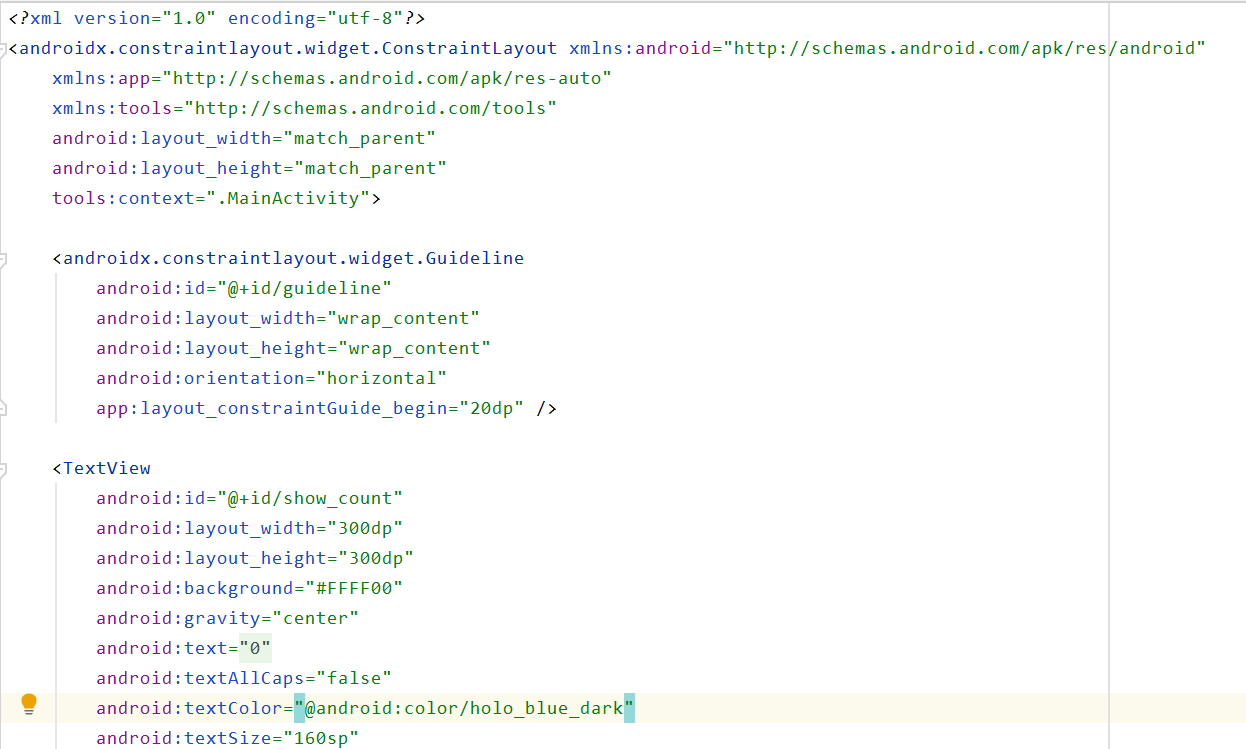 <?xml version="1.0" encoding="utf-8"?>
<androidx.constraintlayout.widget.ConstraintLayout xmlns:android="http://schemas.android.com/apk/res/android"
    xmlns:app="http://schemas.android.com/apk/res-auto"
    xmlns:tools="http://schemas.android.com/tools"
    android:layout_width="match_parent"
    android:layout_height="match_parent"
    tools:context=".MainActivity">

    <androidx.constraintlayout.widget.Guideline
        android:id="@+id/guideline"
        android:layout_width="wrap_content"
        android:layout_height="wrap_content"
        android:orientation="horizontal"
        app:layout_constraintGuide_begin="20dp" />

    <TextView
        android:id="@+id/show_count"
        android:layout_width="300dp"
        android:layout_height="300dp"
        android:background="#FFFF00"
        android:gravity="center"
        android:text="0"
        android:textAllCaps="false"
        android:textColor="@android:color/holo_blue_dark"
        android:textSize="160sp"